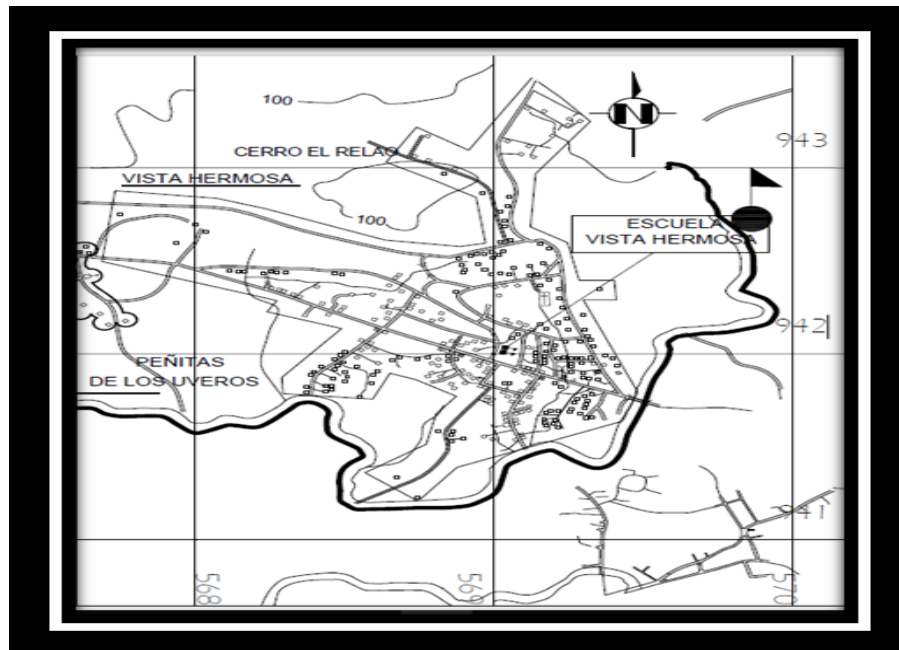 100
N
943
CERRO EL RELAO
VISTA HERMOSA
100
ESCUELA
VISTA HERMOSA
942
PEÑITAS
DE LOS UVEROS
941
568
569
570